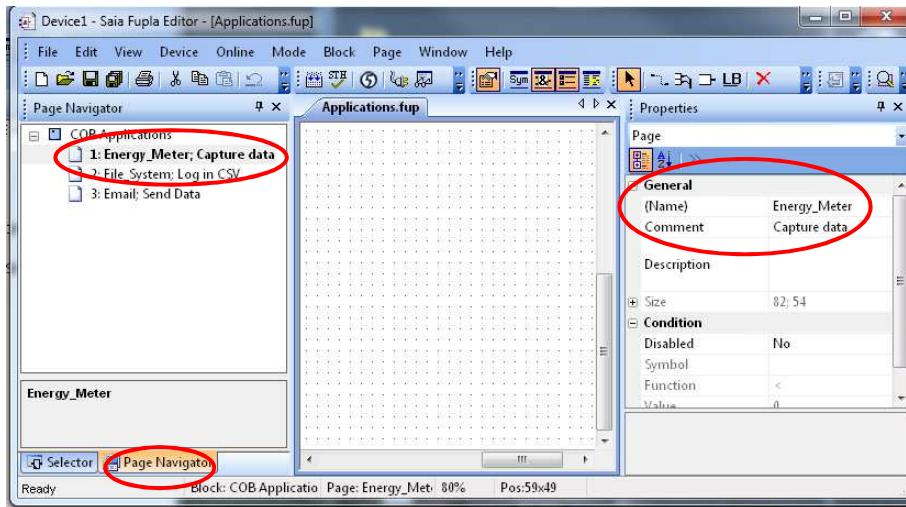 Device1 - Saia Fupla Editor - [Applications.fup]
File Edit View Device Online Mode Block Page Window Help
STH Sym LB
Page Navigator
COB Applications
1: Energy_Meter; Capture data
2: File_System; Log in CSV
3: Email; Send Data
Energy_Meter
Selector Page Navigator
Applications.fup
Properties
Page
General
(Name) Energy_Meter
Comment Capture data
Description
Size 82; 54
Condition
Disabled No
Symbol
Function <
Value 0
Ready Block: COB Applicatio Page: Energy_Met 80% Pos:59x49